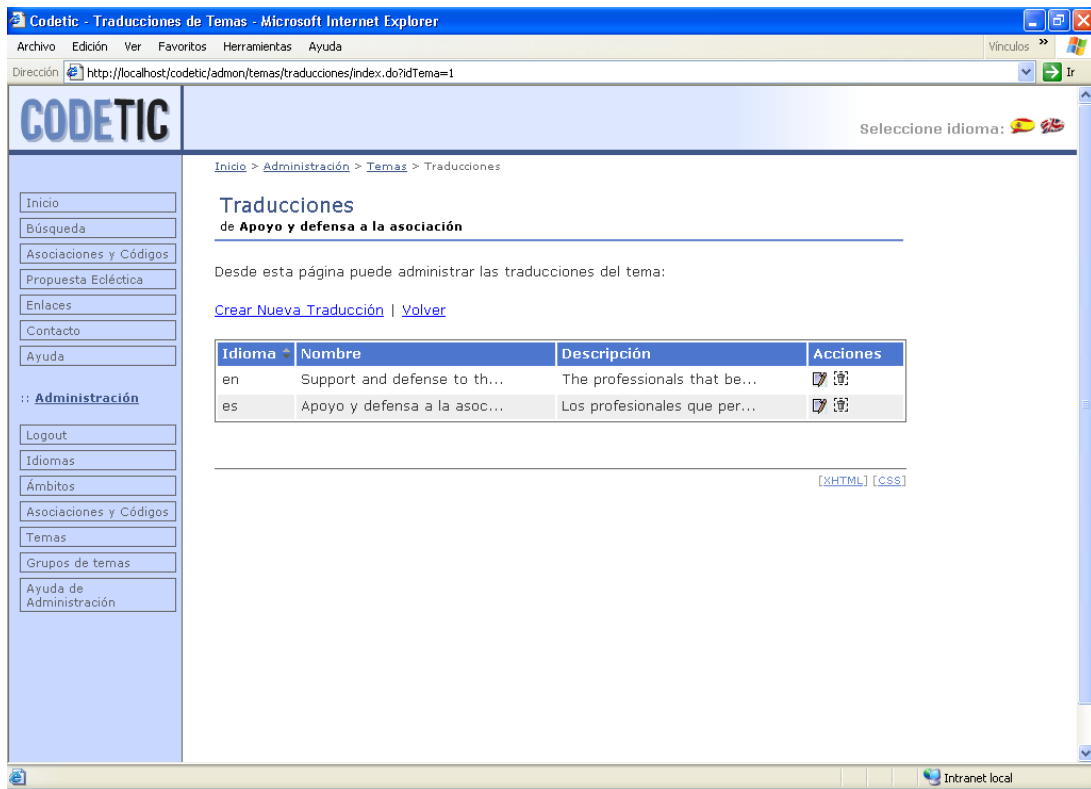 Codetic - Traducciones de Temas - Microsoft Internet Explorer
Archivo Edición Ver Favoritos Herramientas Ayuda Vínculos »
Dirección http://localhost/codetic/admon/temas/traducciones/index.do?idTema=1 Ir
CODETIC
Seleccione idioma:
Inicio > Administración > Temas > Traducciones
Inicio
Búsqueda
Asociaciones y Códigos
Propuesta Ecléctica
Enlaces
Contacto
Ayuda
:: Administración
Logout
Idiomas
Ámbitos
Asociaciones y Códigos
Temas
Grupos de temas
Ayuda de
Administración
Traducciones
de Apoyo y defensa a la asociación
Desde esta página puede administrar las traducciones del tema:
Crear Nueva Traducción | Volver
Idioma Nombre Descripción Acciones
en Support and defense to th... The professionals that be...
es Apoyo y defensa a la asoc... Los profesionales que per...
[XHTML] [CSS]
Intranet local